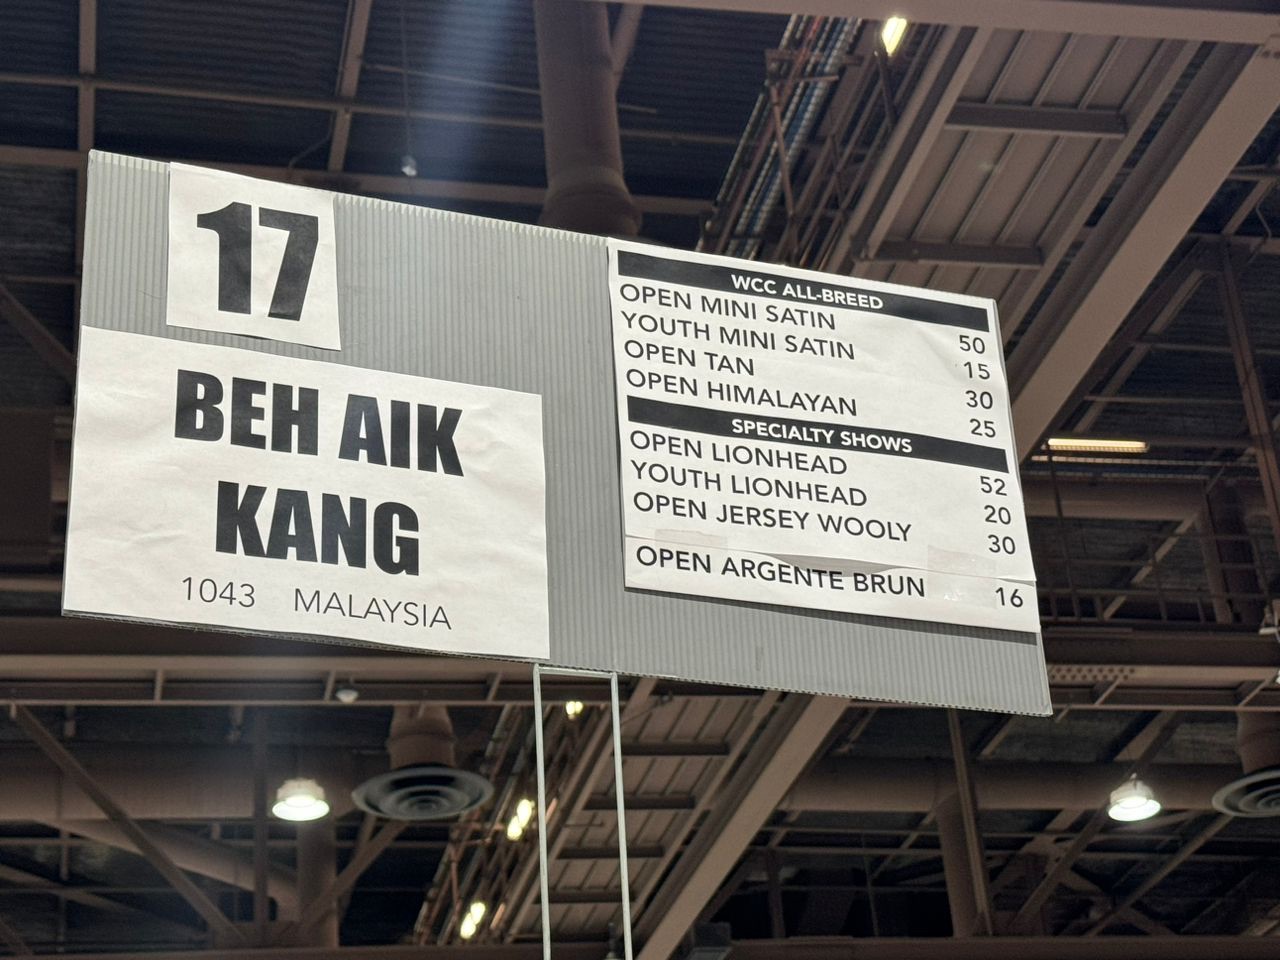 17
BEH AIK
KANG
1043 MALAYSIA
WCC ALL-BREED
OPEN MINI SATIN 50
YOUTH MINI SATIN 15
OPEN TAN 30
OPEN HIMALAYAN 25
SPECIALTY SHOWS
OPEN LIONHEAD 52
YOUTH LIONHEAD 20
OPEN JERSEY WOOLY 30
OPEN ARGENTE BRUN 16